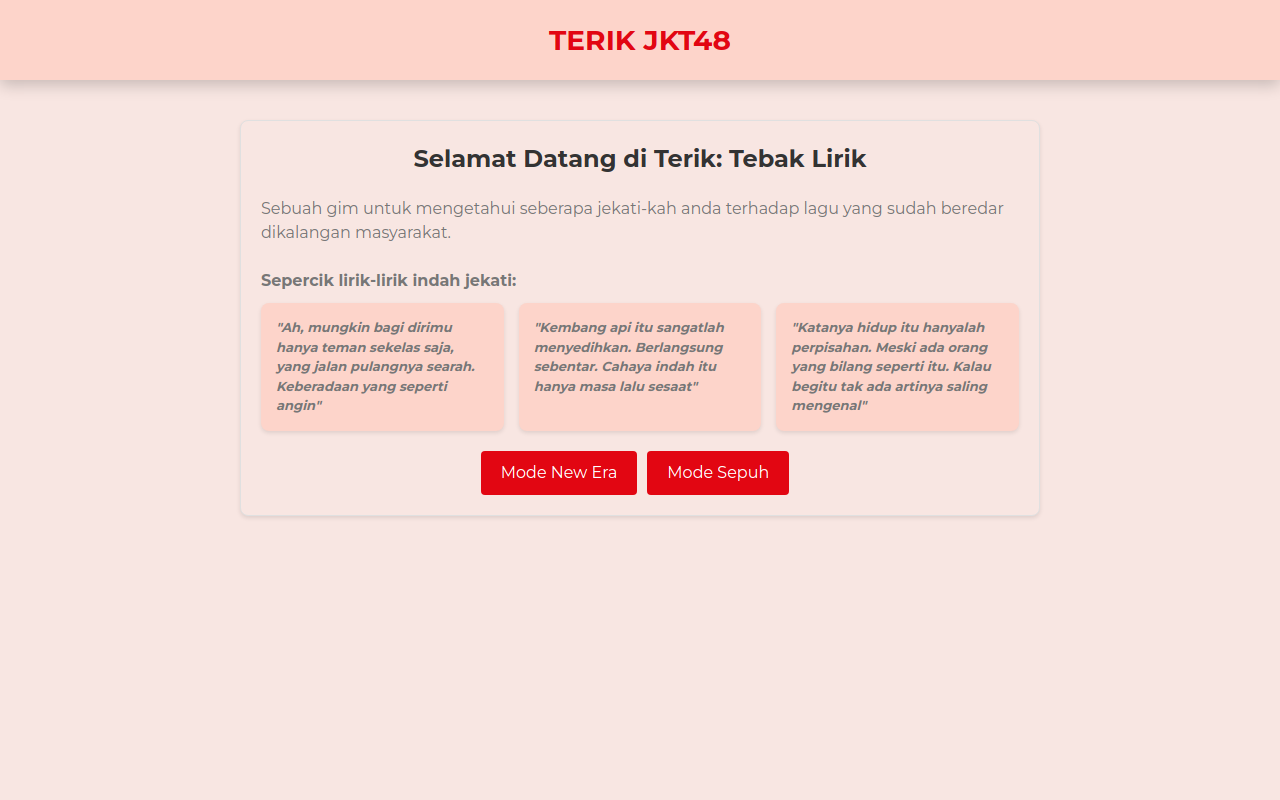 TERIK JKT48
Selamat Datang di Terik: Tebak Lirik
Sebuah gim untuk mengetahui seberapa jekati-kah anda terhadap lagu yang sudah beredar
dikalangan masyarakat.
Sepercik lirik-lirik indah jekati:
"Ah, mungkin bagi dirimu
hanya teman sekelas saja,
yang jalan pulangnya searah.
Keberadaan yang seperti
angin"
"Kembang api itu sangatlah
menyedihkan. Berlangsung
sebentar. Cahaya indah itu
hanya masa lalu sesaat"
"Katanya hidup itu hanyalah
perpisahan. Meski ada orang
yang bilang seperti itu. Kalau
begitu tak ada artinya saling
mengenal"
Mode New Era
Mode Sepuh